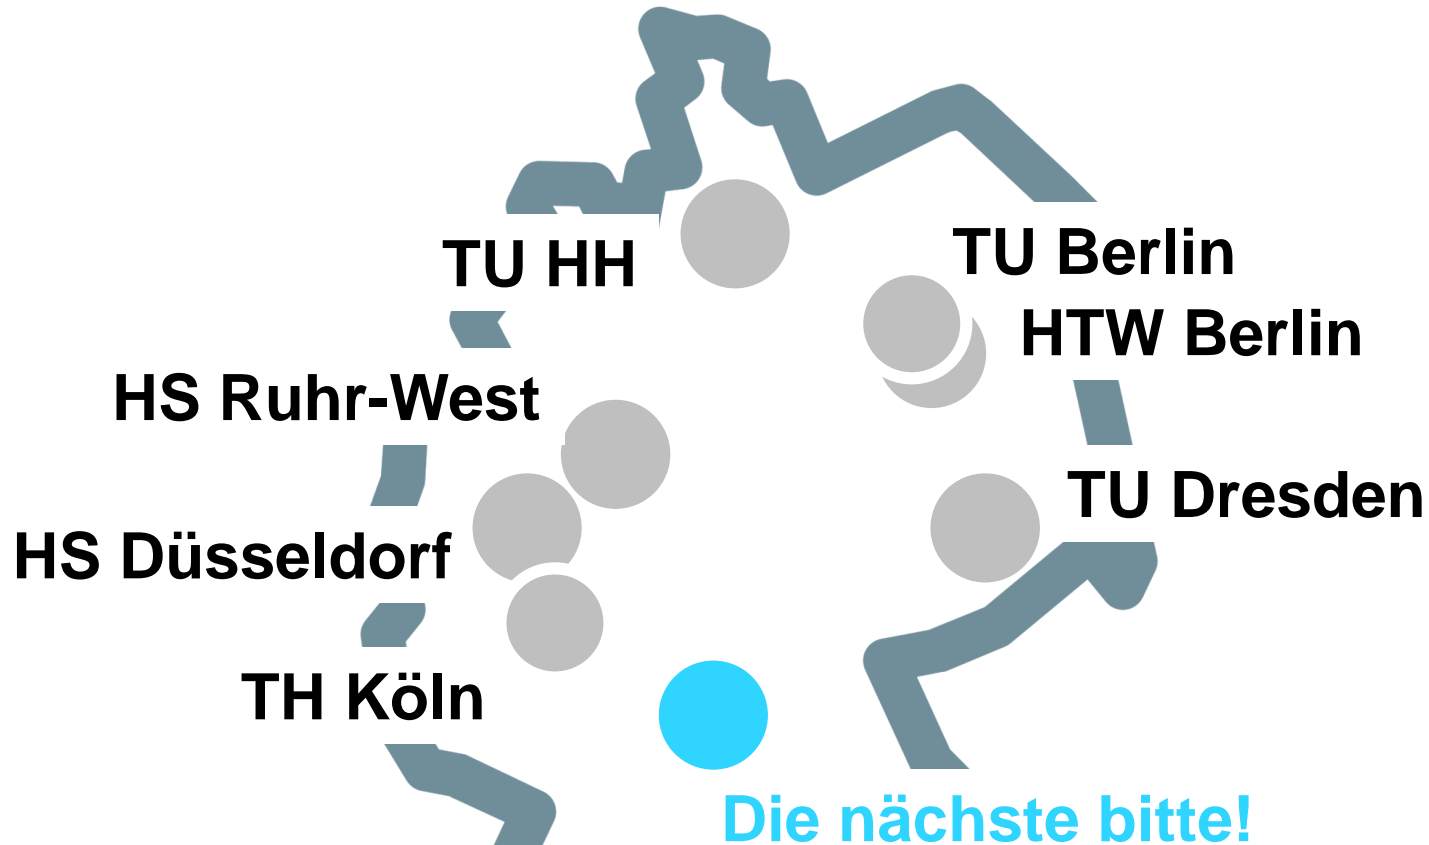 TU HH
TU Berlin
HTW Berlin
HS Ruhr-West
TU Dresden
HS Düsseldorf
TH Köln
Die nächste bitte!